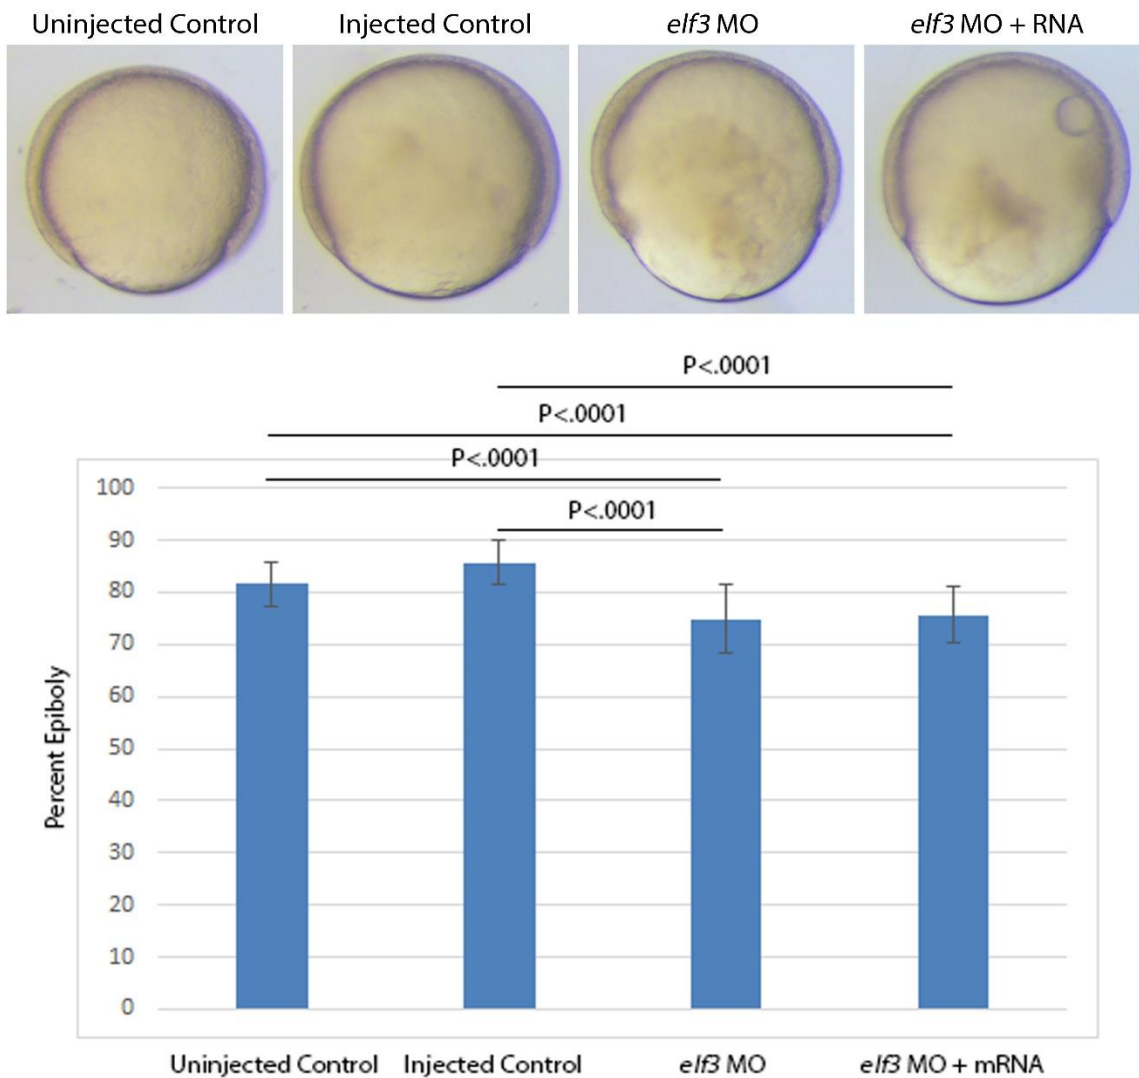 Uninjected Control Injected Control elf3 MO elf3 MO + RNA
P<.0001
P<.0001
P<.0001
P<.0001
100
90
80
70
60
50
40
30
20
10
0
Percent Epiboly
Uninjected Control Injected Control elf3 MO elf3 MO + mRNA